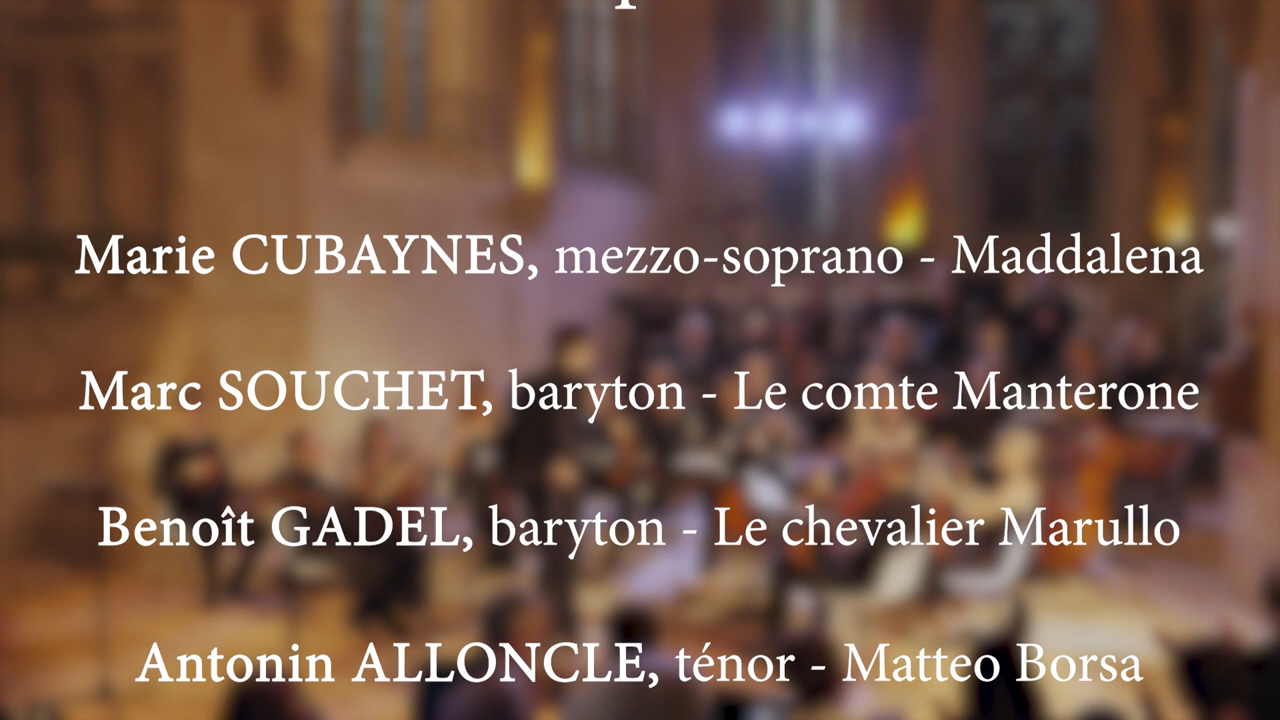 Marie CUBAYNES, mezzo-soprano - Maddalena
Marc SOUCHET, baryton - Le comte Manterone
Benoît GADEL, baryton - Le chevalier Marullo
Antonin ALLONCLE, ténor - Matteo Borsa